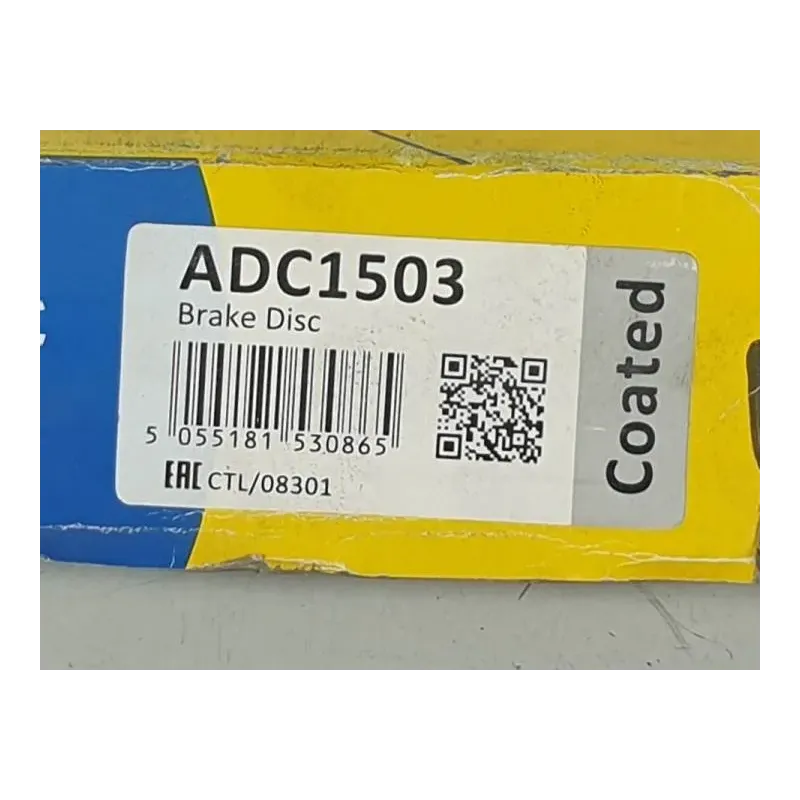 ADC1503
Brake Disc
5 055181 530865
EAC CTL/08301
Coated